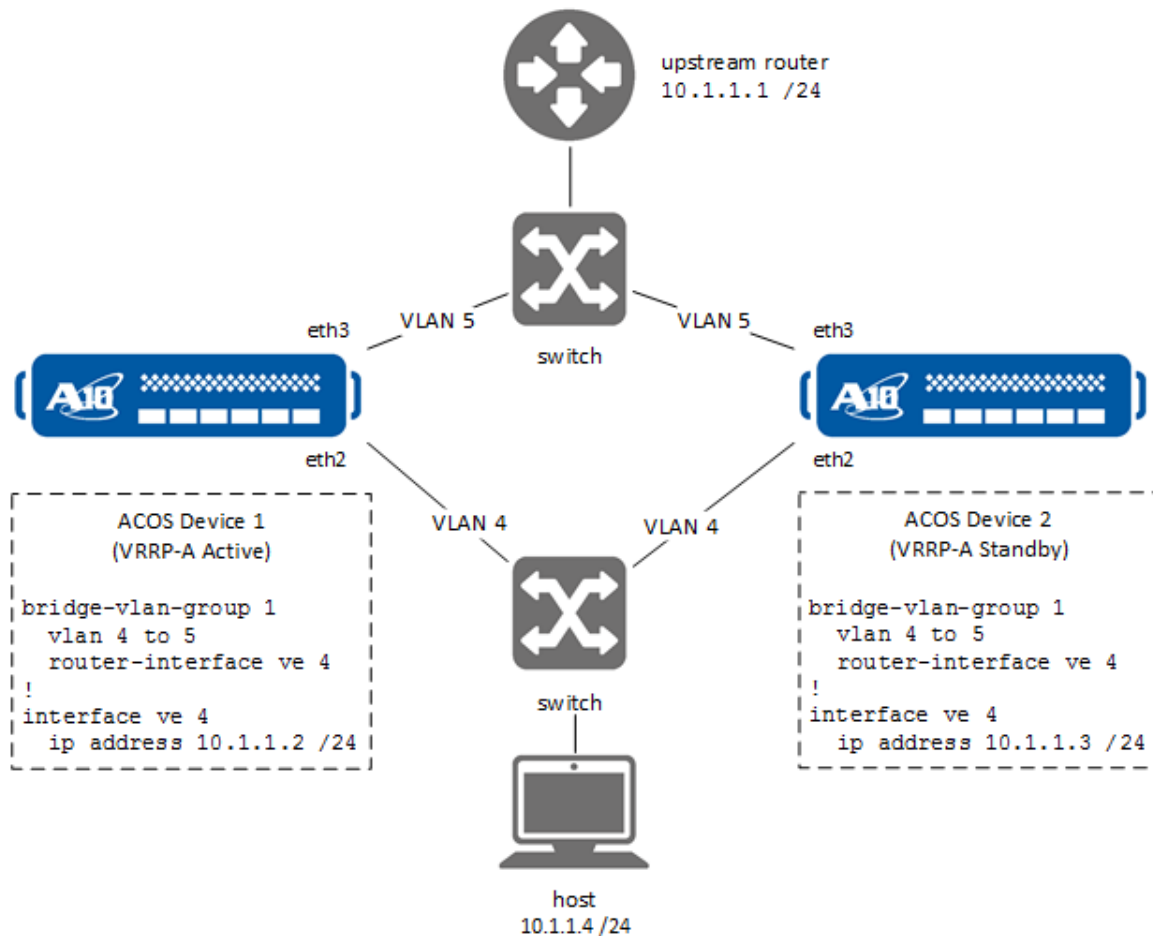 upstream router
10.1.1.1 /24
VLAN 5
VLAN 5
eth3
eth3
switch
A10
A10
eth2
eth2
VLAN 4
VLAN 4
ACOS Device 1
(VRRP-A Active)
bridge-vlan-group 1
vlan 4 to 5
router-interface ve 4
!
interface ve 4
ip address 10.1.1.2 /24
ACOS Device 2
(VRRP-A Standby)
bridge-vlan-group 1
vlan 4 to 5
router-interface ve 4
!
interface ve 4
ip address 10.1.1.3 /24
switch
host
10.1.1.4 /24